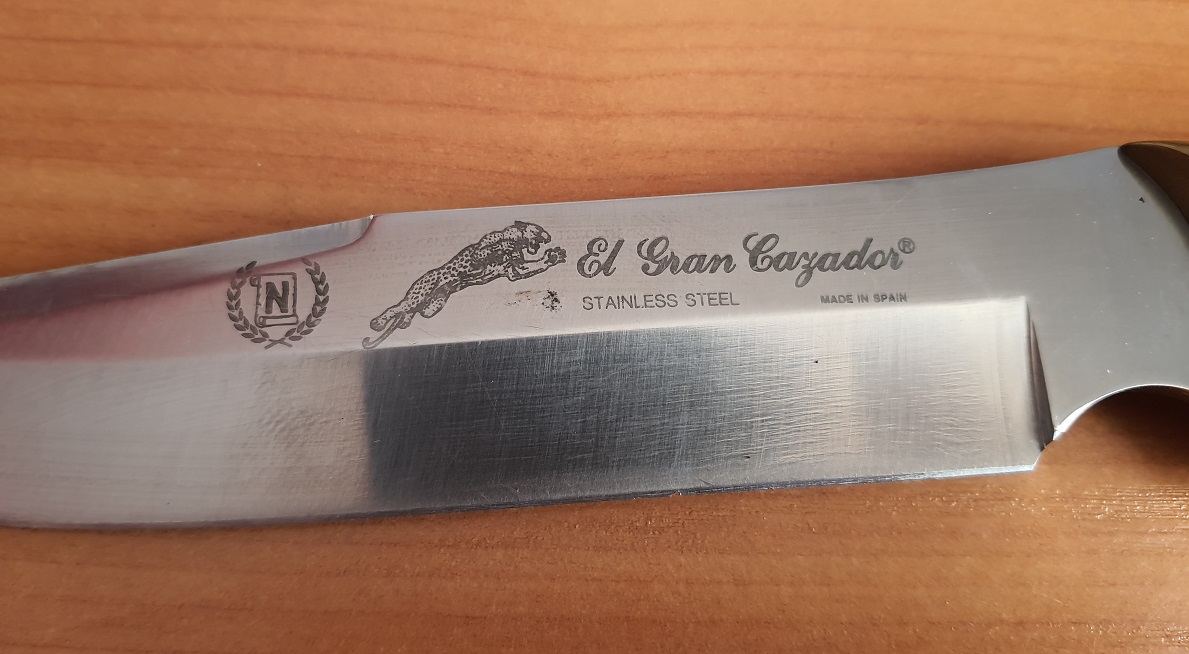 N
El Gran Cazador®
STAINLESS STEEL
MADE IN SPAIN